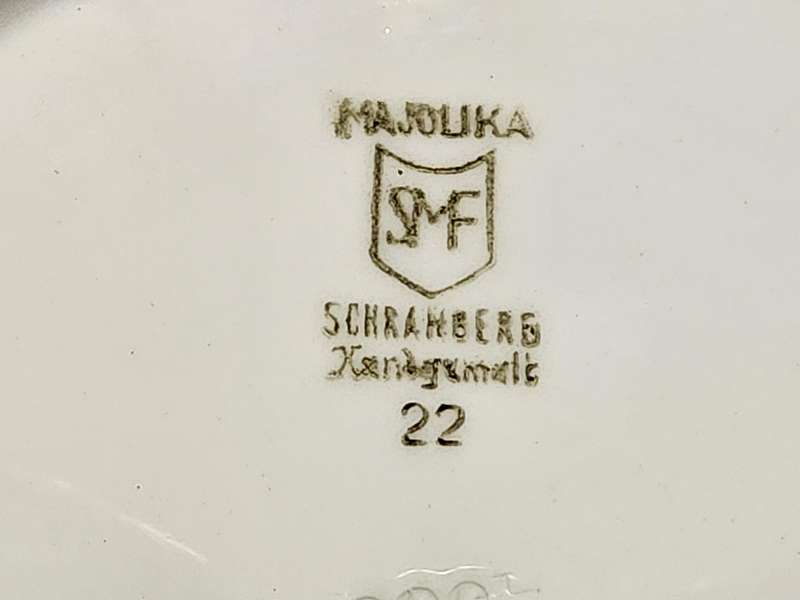 MAJOLIKA
SMF
SCHRAMBERG
Handgemalt
22